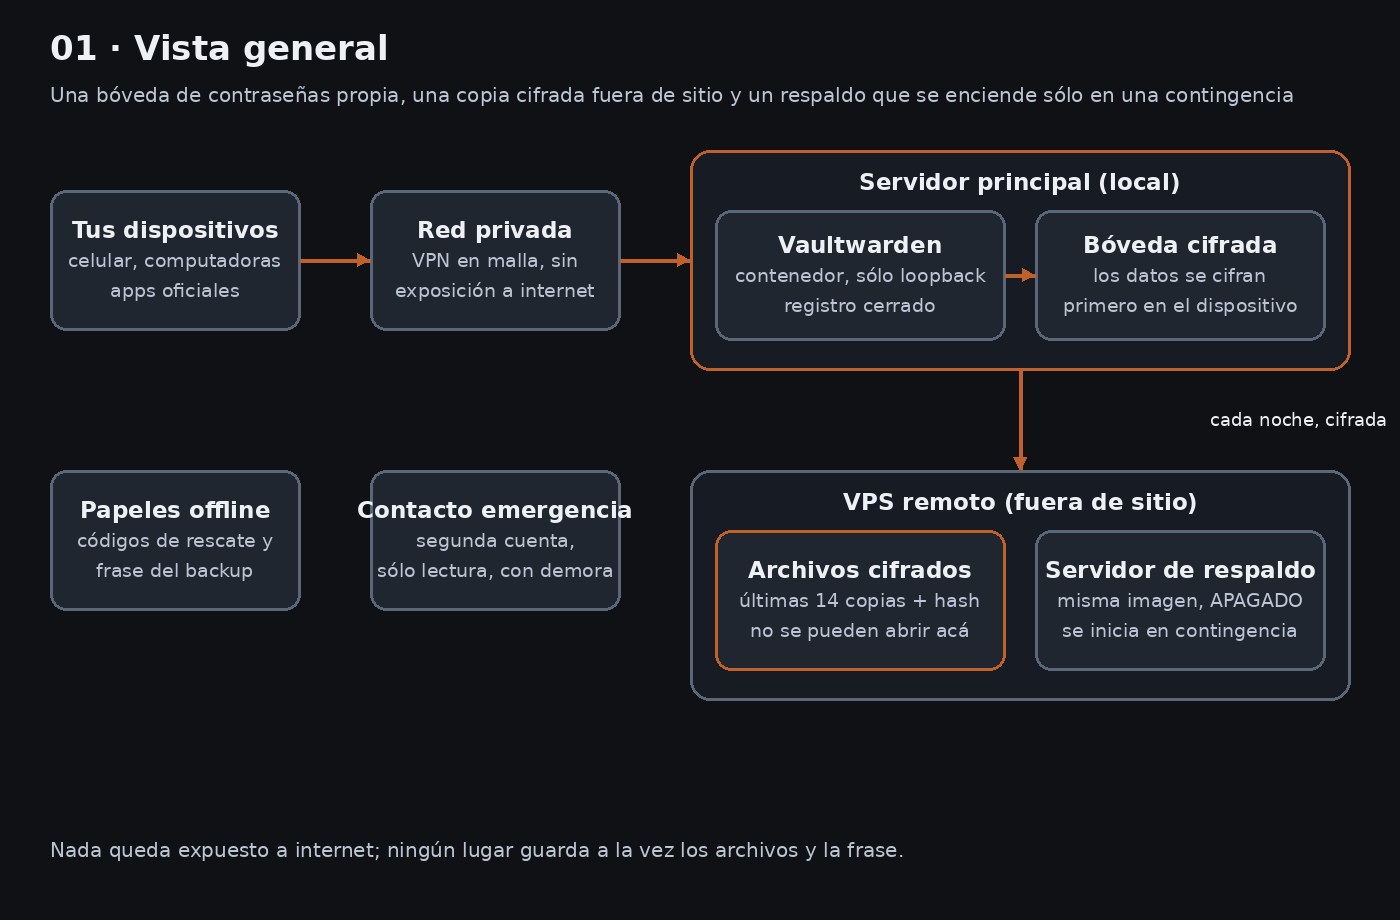 01 · Vista general
Una bóveda de contraseñas propia, una copia cifrada fuera de sitio y un respaldo que se enciende sólo en una contingencia
Tus dispositivos
celular, computadoras
apps oficiales
Red privada
VPN en malla, sin
exposición a internet
Servidor principal (local)
Vaultwarden
contenedor, sólo loopback
registro cerrado
Bóveda cifrada
los datos se cifran
primero en el dispositivo
cada noche, cifrada
Papeles offline
códigos de rescate y
frase del backup
Contacto emergencia
segunda cuenta,
sólo lectura, con demora
VPS remoto (fuera de sitio)
Archivos cifrados
últimas 14 copias + hash
no se pueden abrir acá
Servidor de respaldo
misma imagen, APAGADO
se inicia en contingencia
Nada queda expuesto a internet; ningún lugar guarda a la vez los archivos y la frase.